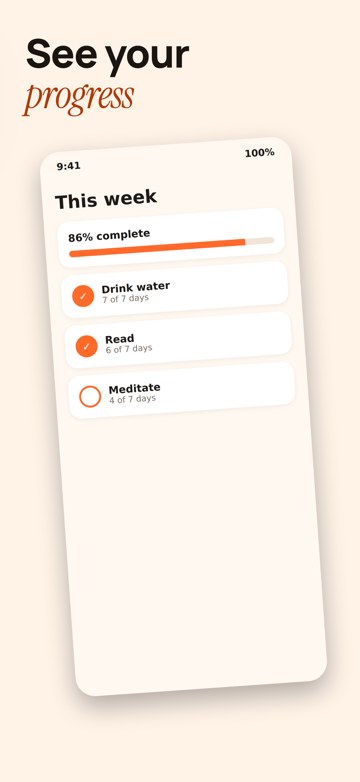 See your
progress
9:41 100%
This week
86% complete
✓ Drink water
7 of 7 days
✓ Read
6 of 7 days
Meditate
4 of 7 days